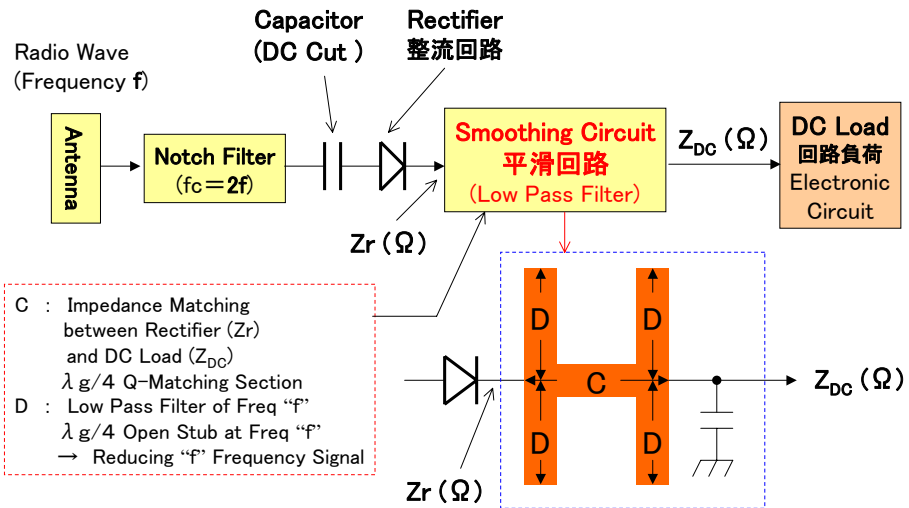 Radio Wave
(Frequency f)
Capacitor
(DC Cut )
Rectifier
整流回路
Antenna
Notch Filter
(fc＝2f)
Zr (Ω)
Smoothing Circuit
平滑回路
(Low Pass Filter)
ZDC (Ω)
DC Load
回路負荷
Electronic
Circuit
C : Impedance Matching
between Rectifier (Zr)
and DC Load (ZDC)
λg/4 Q-Matching Section
D : Low Pass Filter of Freq “f”
λg/4 Open Stub at Freq “f”
→ Reducing “f” Frequency Signal
Zr (Ω)
D
D
C
D
D
ZDC (Ω)